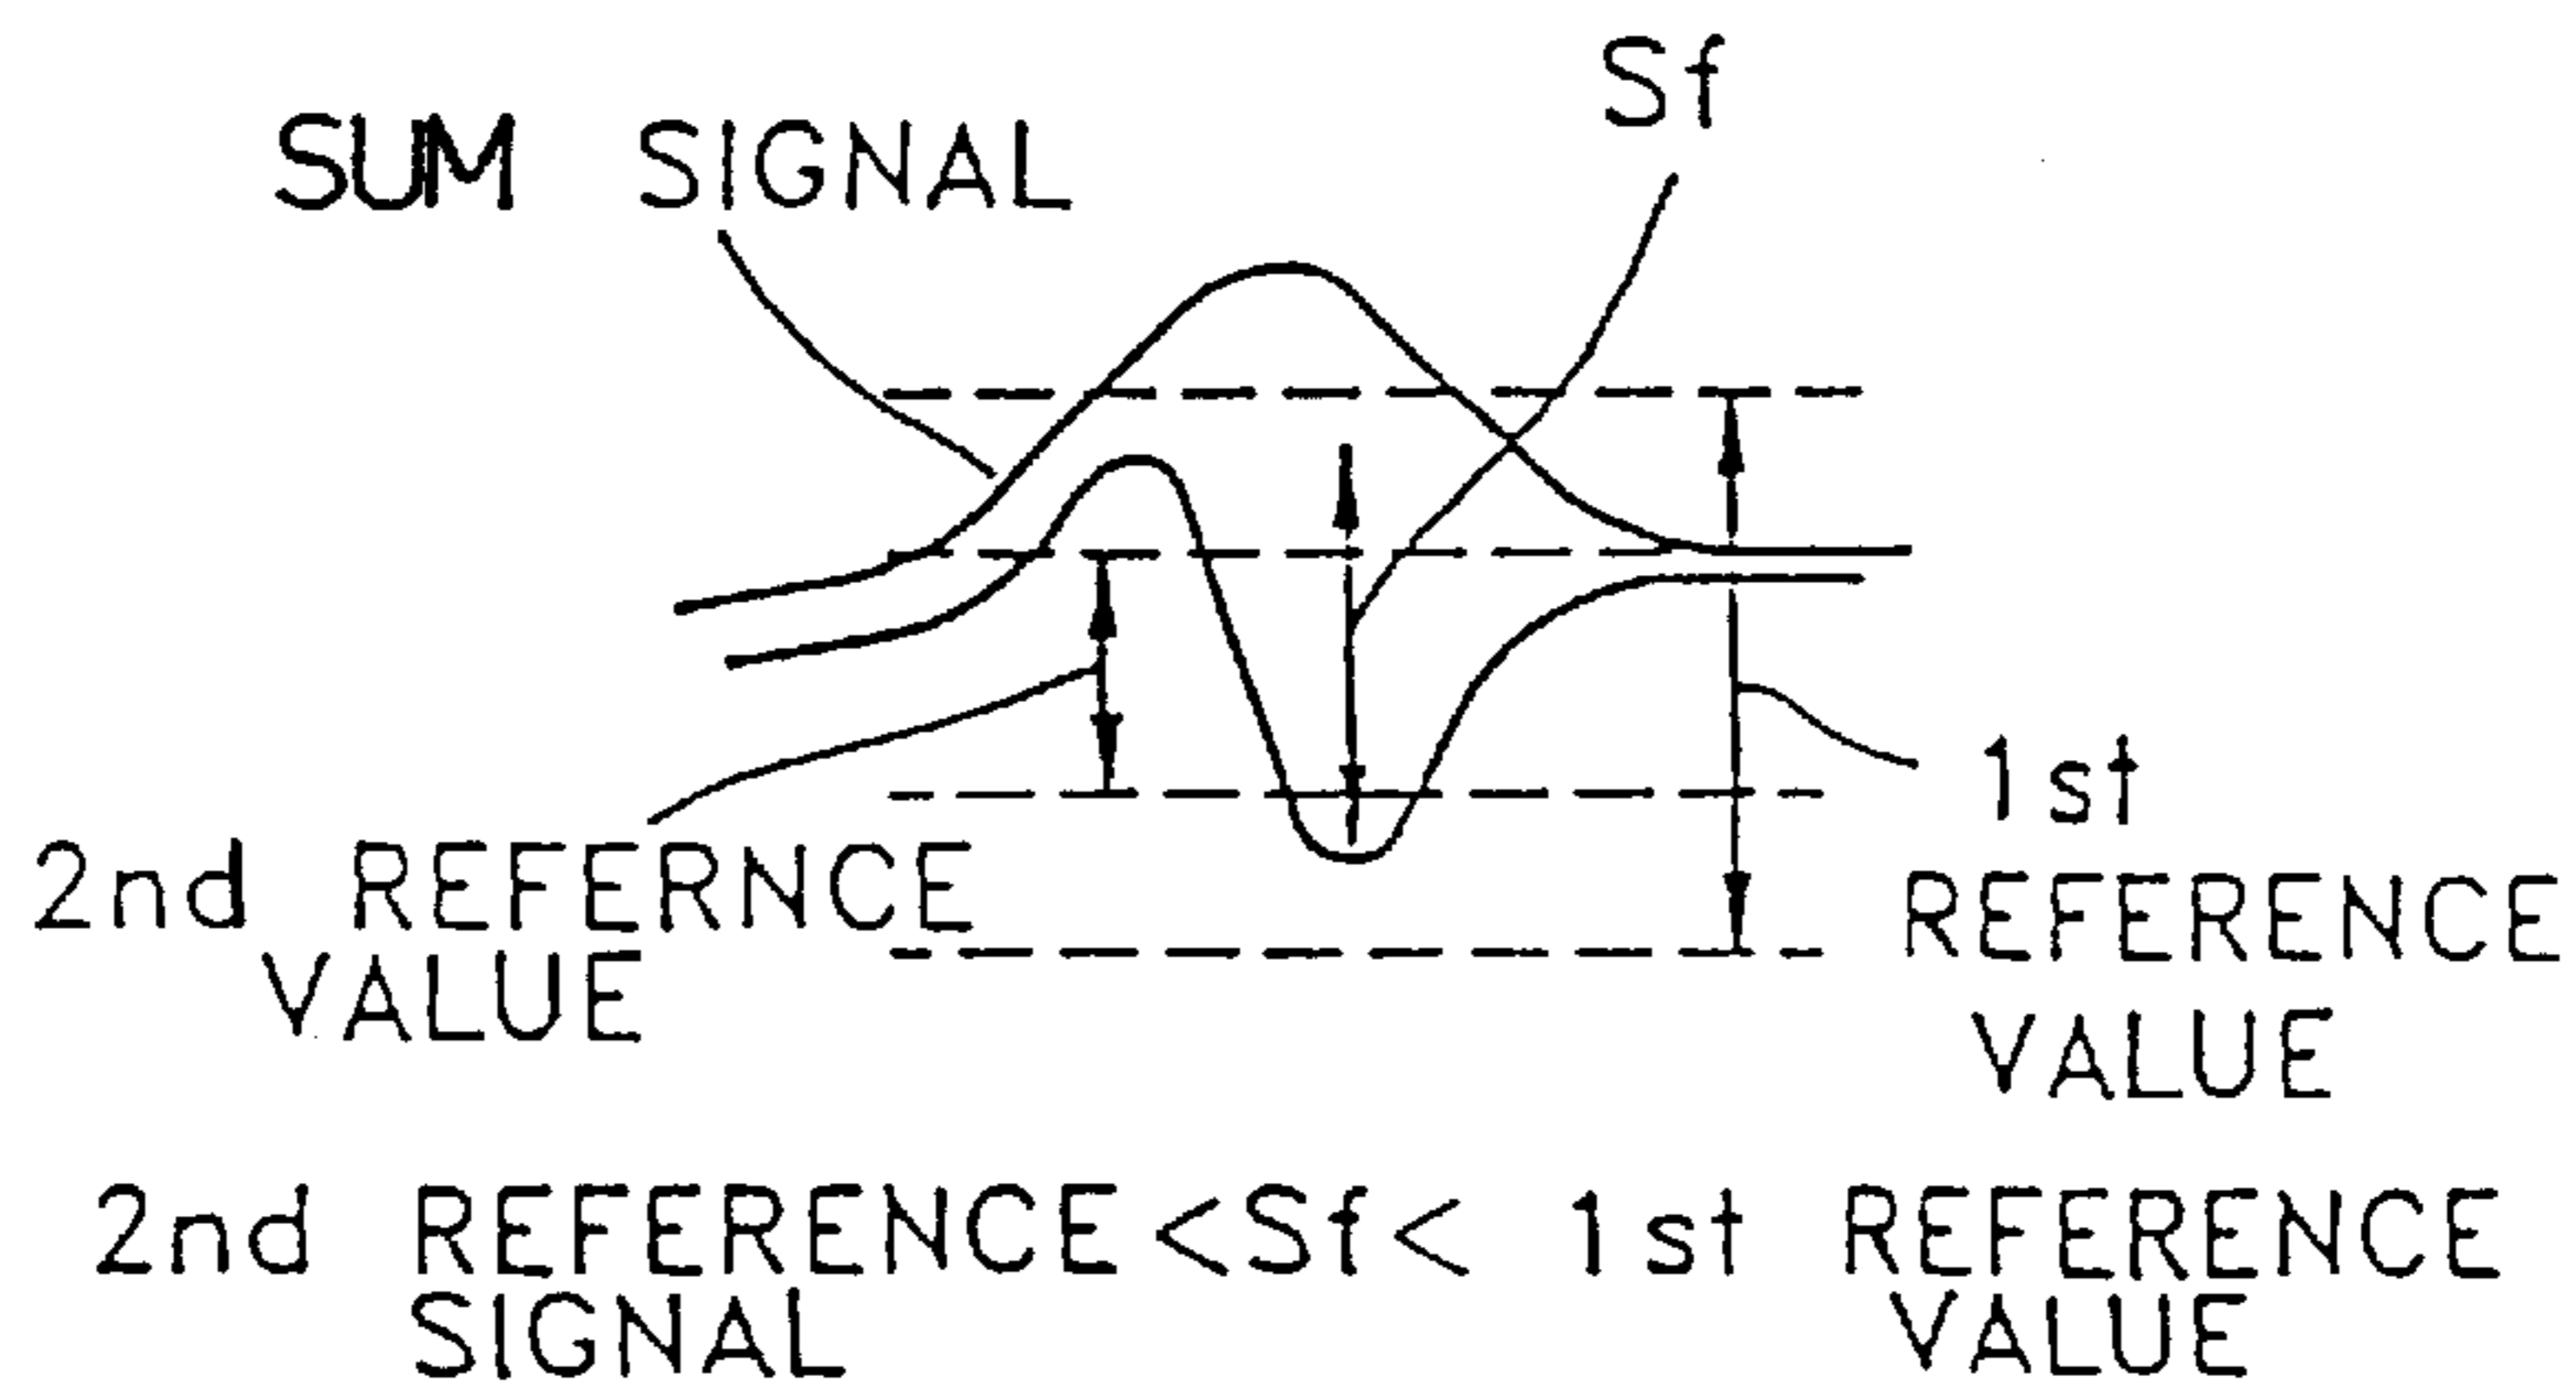 Sf
SUM SIGNAL
2nd REFERNCE
VALUE
1st
REFERENCE
VALUE
2nd REFERENCE<Sf< 1st REFERENCE
SIGNAL VALUE